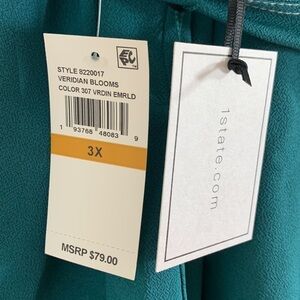 STYLE 8220017
VERIDIAN BLOOMS
COLOR 307 VRDIN EMRLD
1 93768 48083 9
3X
MSRP $79.00
1state.com